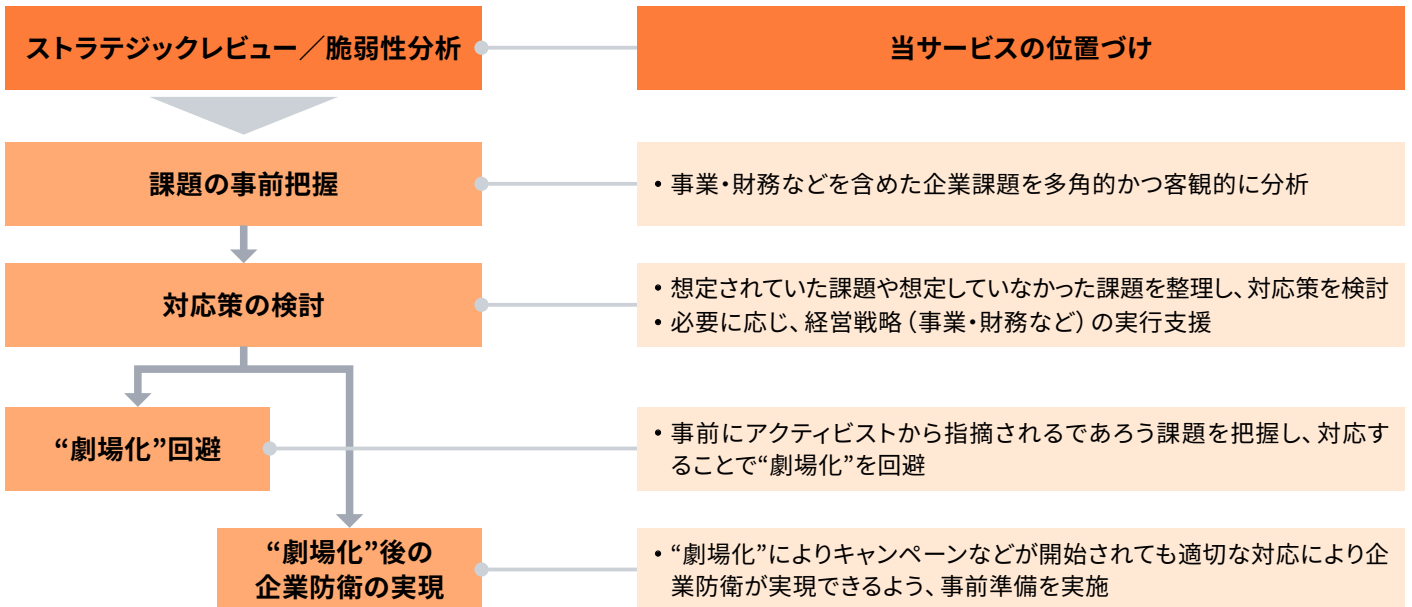 ストラテジックレビュー／脆弱性分析
当サービスの位置づけ
課題の事前把握
・事業・財務などを含めた企業課題を多角的かつ客観的に分析
対応策の検討
・想定されていた課題や想定していなかった課題を整理し、対応策を検討
・必要に応じ、経営戦略（事業・財務など）の実行支援
“劇場化”回避
・事前にアクティビストから指摘されるであろう課題を把握し、対応す
ることで“劇場化”を回避
“劇場化”後の
企業防衛の実現
・“劇場化”によりキャンペーンなどが開始されても適切な対応により企
業防衛が実現できるよう、事前準備を実施